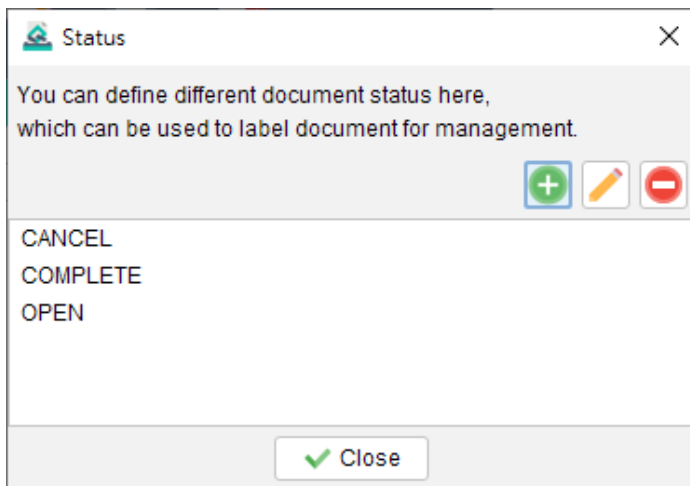 Status
You can define different document status here,
which can be used to label document for management.
CANCEL
COMPLETE
OPEN
Close